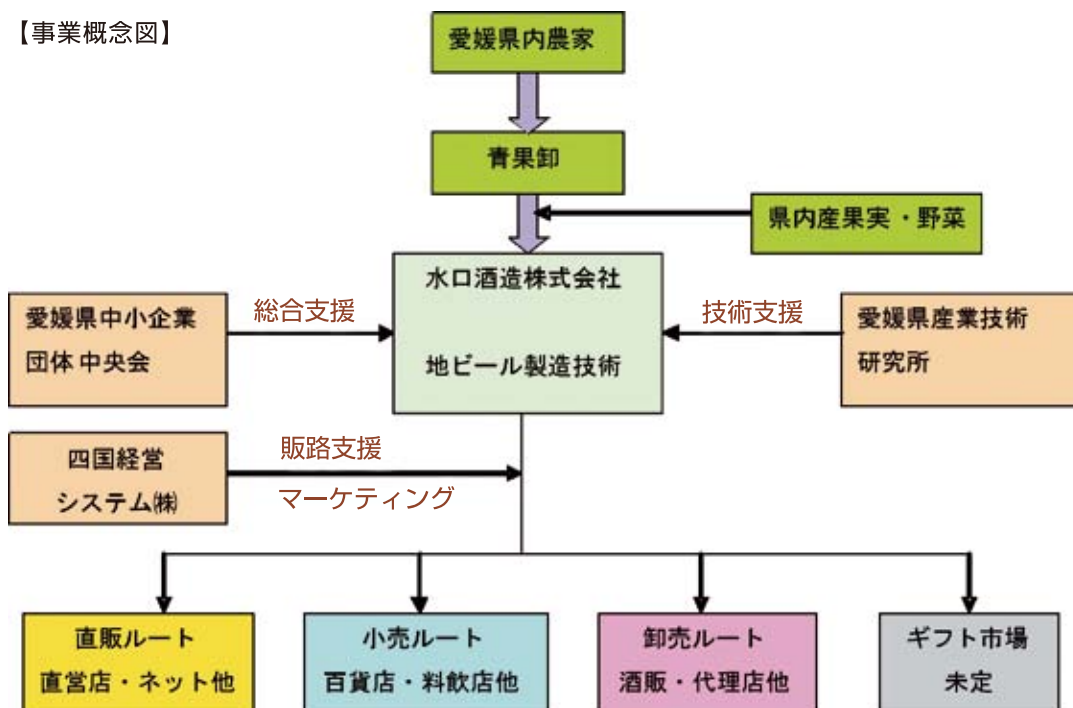 【事業概念図】
愛媛県内農家
青果卸
県内産果実・野菜
水口酒造株式会社
地ビール製造技術
愛媛県中小企業
団体中央会
総合支援
技術支援
愛媛県産業技術
研究所
四国経営
システム㈱
販路支援
マーケティング
直販ルート
直営店・ネット他
小売ルート
百貨店・料飲店他
卸売ルート
酒販・代理店他
ギフト市場
未定